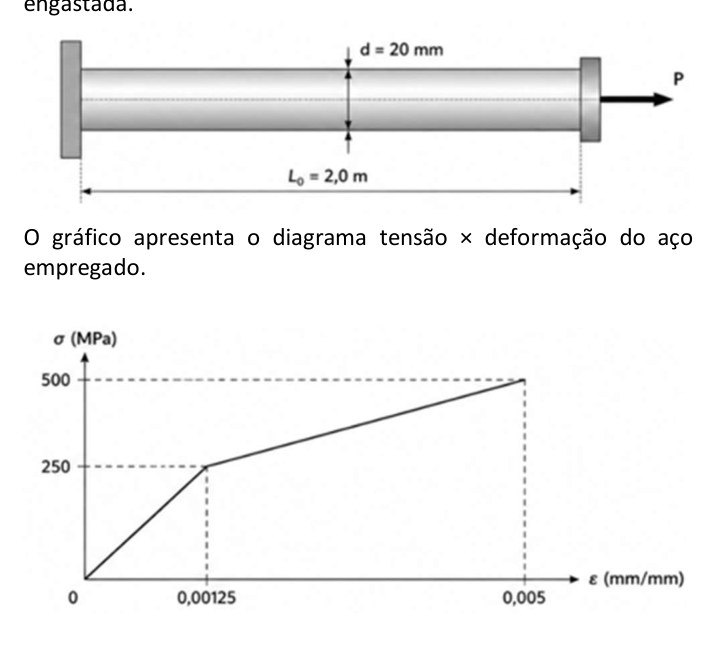 engastada.
d = 20 mm
P
L₀ = 2,0 m
O gráfico apresenta o diagrama tensão × deformação do aço
empregado.
σ (MPa)
500
250
ε (mm/mm)
0
0,00125
0,005